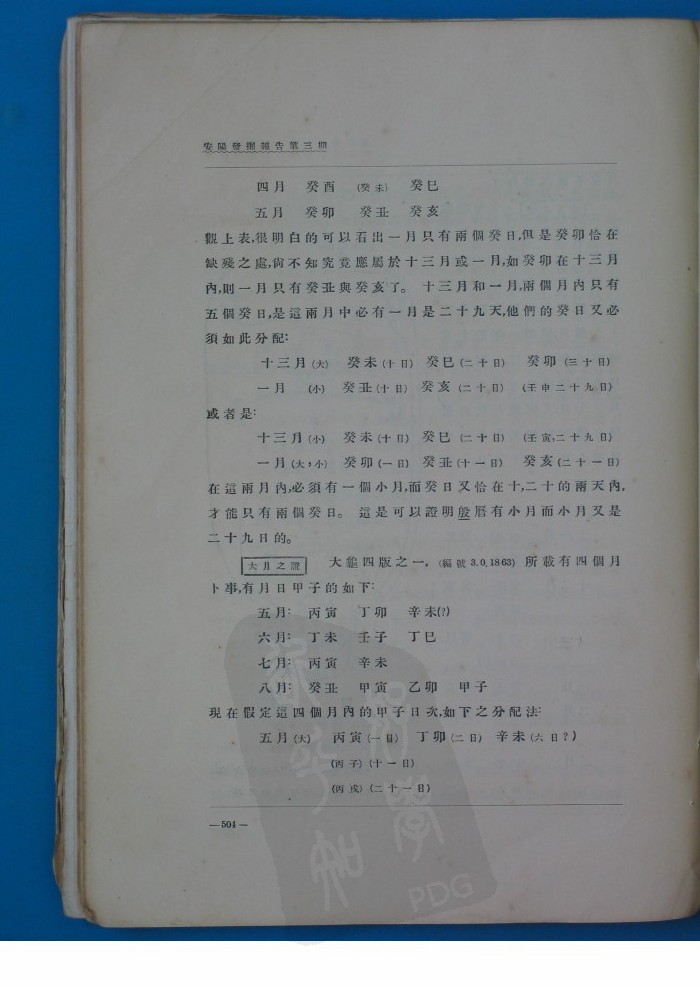 安陽發掘報告第三期
四月 癸酉 (癸未) 癸巳
五月 癸卯 癸丑 癸亥
觀上表,很明白的可以看出一月只有兩個癸日,但是癸卯恰在
缺殘之處,尙不知究竟應屬於十三月或一月,如癸卯在十三月
內,則一月只有癸丑與癸亥了。 十三月和一月,兩個月內只有
五個癸日,是這兩月中必有一月是二十九天,他們的癸日又必
須如此分配:
十三月(大) 癸未(十日) 癸巳(二十日) 癸卯(三十日)
一月 (小) 癸丑(十日) 癸亥(二十日) (壬申二十九日)
或者是:
十三月(小) 癸未(十日) 癸巳(二十日) (壬寅,二十九日)
一月(大,小) 癸卯(一日) 癸丑(十一日) 癸亥(二十一日)
在這兩月內,必須有一個小月,而癸日又恰在十,二十的兩天內,
才能只有兩個癸日。 這是可以證明殷曆有小月而小月又是
二十九日的。
大月之證 大龜四版之一,(編號3.0.1863)所載有四個月
卜事,有月日甲子的如下:
五月: 丙寅 丁卯 辛未(?)
六月: 丁未 壬子 丁巳
七月: 丙寅 辛未
八月: 癸丑 甲寅 乙卯 甲子
現在假定這四個月內的甲子日次,如下之分配法:
五月(大) 丙寅(一日) 丁卯(二日) 辛未(六日?)
(丙子)(十一日)
(丙戌)(二十一日)
—504—
PDG